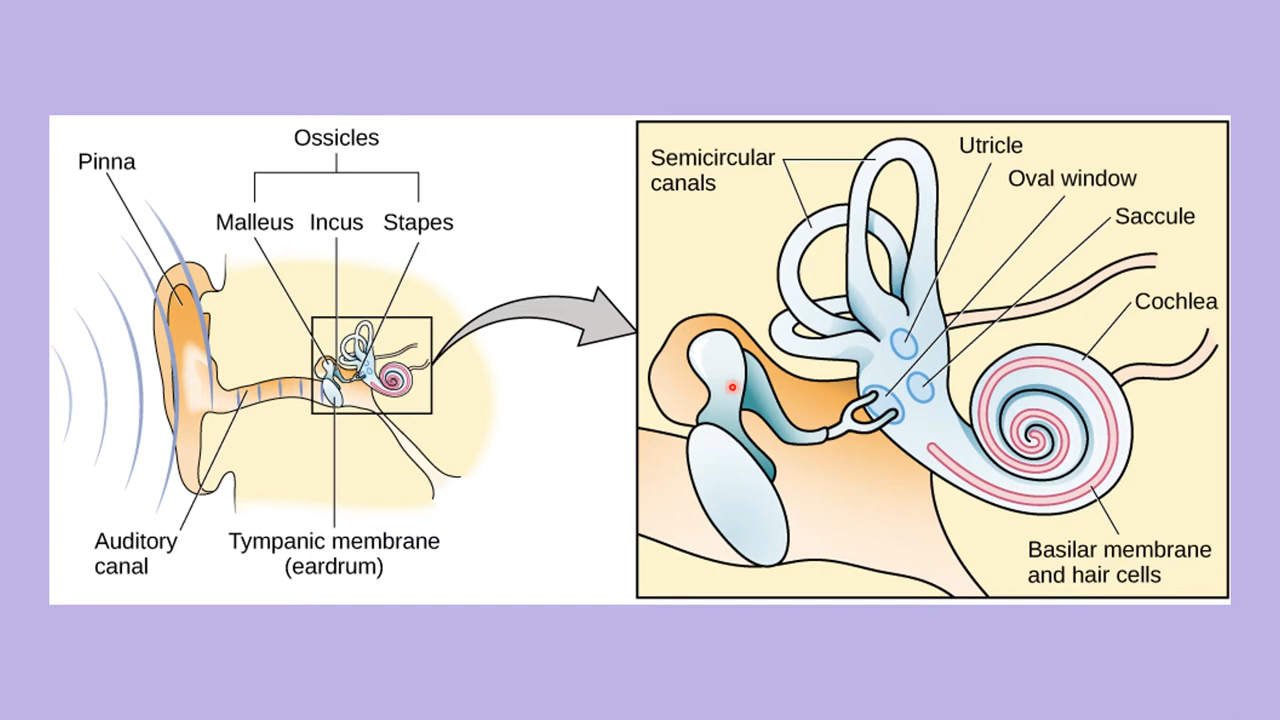 Ossicles
Pinna
Malleus Incus Stapes
Auditory
canal
Tympanic membrane
(eardrum)
Semicircular
canals
Utricle
Oval window
Saccule
Cochlea
Basilar membrane
and hair cells